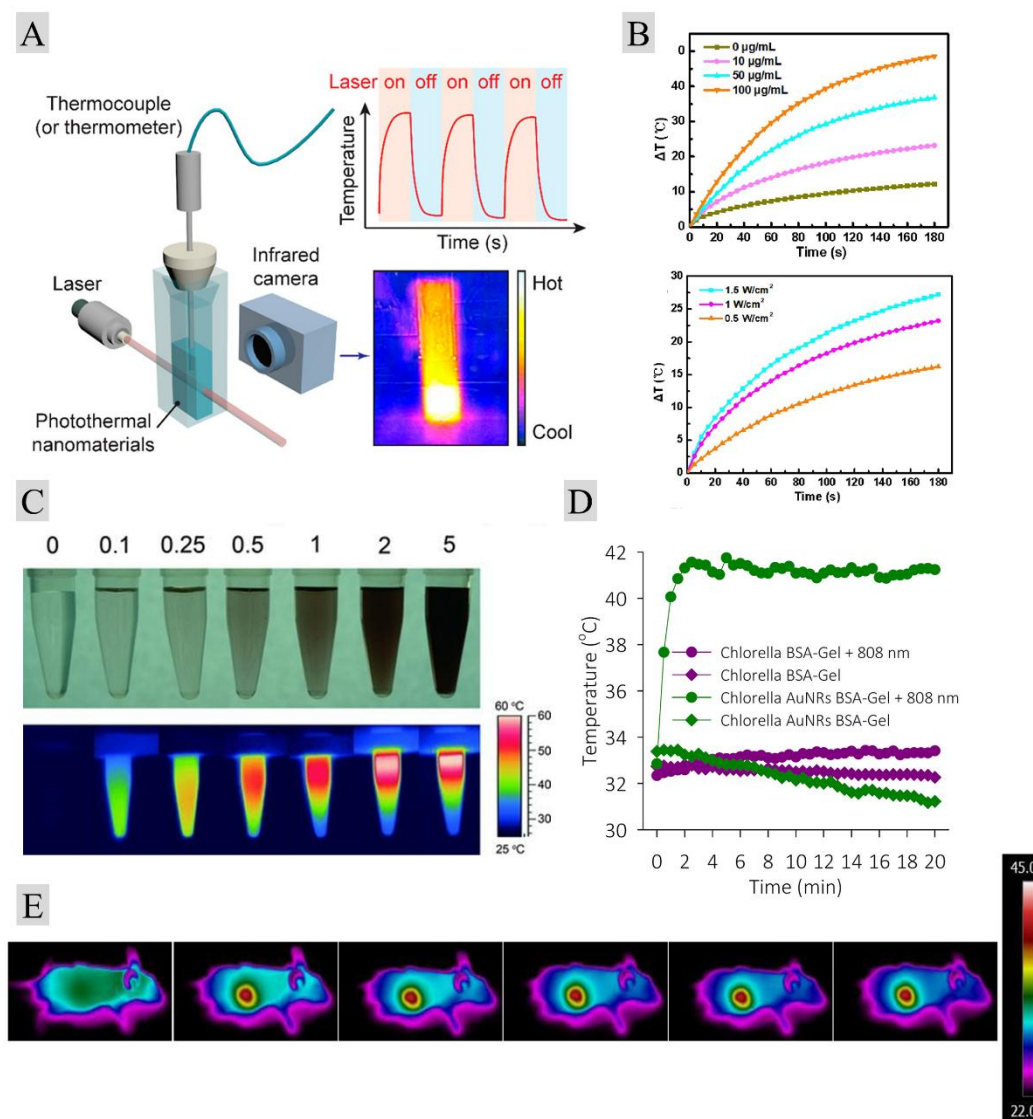 A
Thermocouple
(or thermometer)
Laser on off on off on off
Temperature
Time (s)
Laser
Infrared
camera
Photothermal
nanomaterials
Hot
Cool
B
0 μg/mL
10 μg/mL
50 μg/mL
100 μg/mL
ΔT (℃)
0
40
30
20
10
0
0 20 40 60 80 100 120 140 160 180
Time (s)
1.5 W/cm²
1 W/cm²
0.5 W/cm²
ΔT (℃)
30
25
20
15
10
5
0
0 20 40 60 80 100 120 140 160 180
Time (s)
C
0 0.1 0.25 0.5 1 2 5
60 ℃
60
50
40
30
25 ℃
D
Temperature (°C)
42
40
38
36
34
32
30
Chlorella BSA-Gel + 808 nm
Chlorella BSA-Gel
Chlorella AuNRs BSA-Gel + 808 nm
Chlorella AuNRs BSA-Gel
0 2 4 6 8 10 12 14 16 18 20
Time (min)
E
45.0
22.0